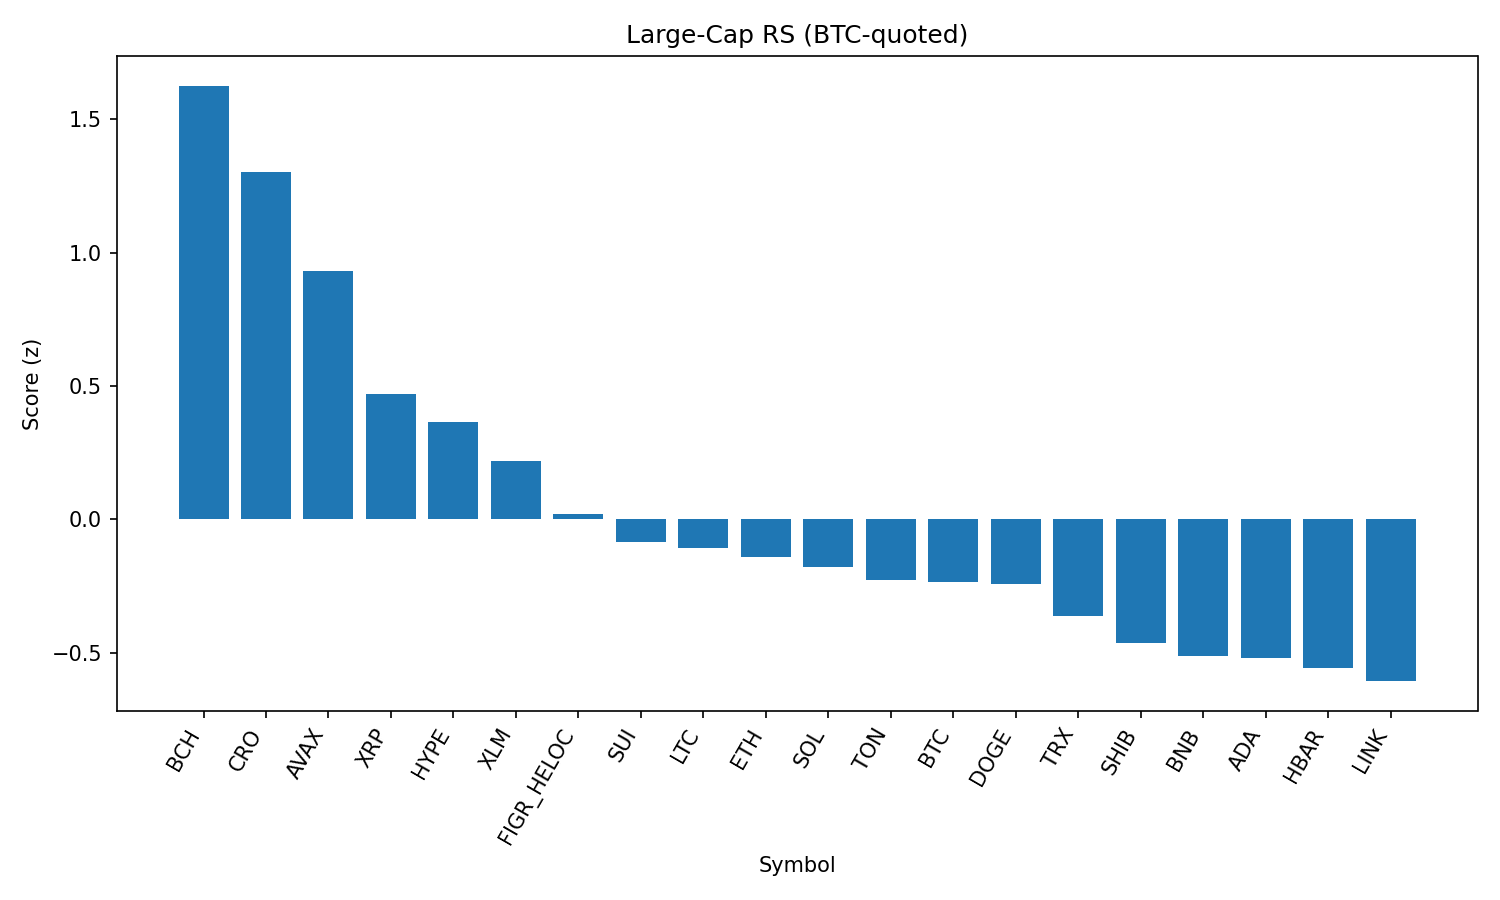 Large-Cap RS (BTC-quoted)
Score (z)
1.5
1.0
0.5
0.0
−0.5
BCH
CRO
AVAX
XRP
HYPE
XLM
FIGR_HELOC
SUI
LTC
ETH
SOL
TON
BTC
DOGE
TRX
SHIB
BNB
ADA
HBAR
LINK
Symbol